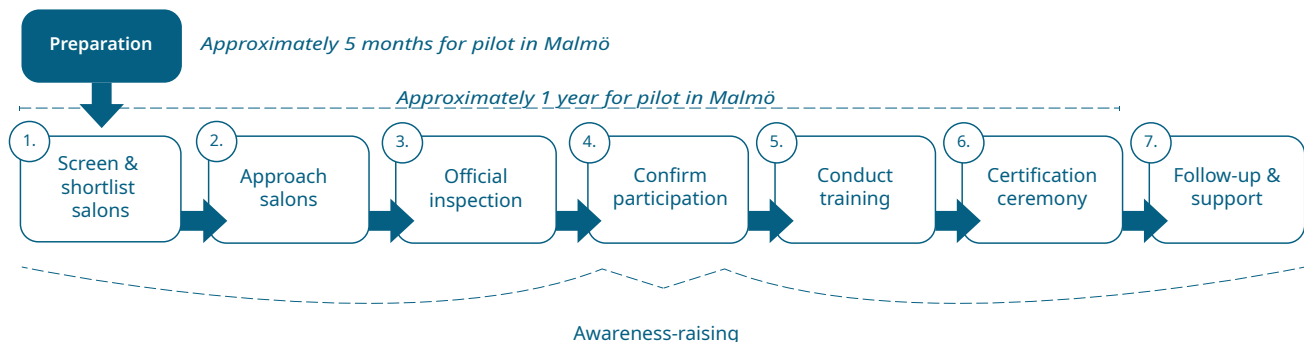 Preparation
Approximately 5 months for pilot in Malmö
Approximately 1 year for pilot in Malmö
1.
Screen &
shortlist
salons
2.
Approach
salons
3.
Official
inspection
4.
Confirm
participation
5.
Conduct
training
6.
Certification
ceremony
7.
Follow-up &
support
Awareness-raising